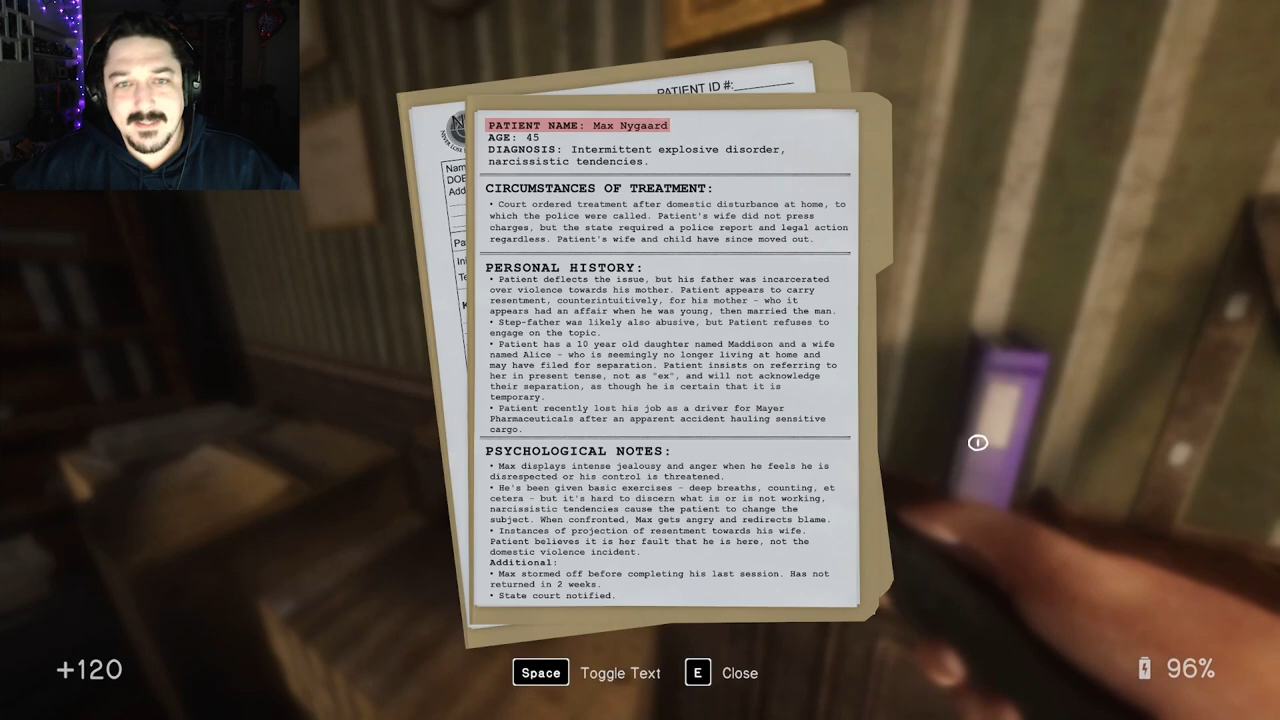 PATIENT ID #:
PATIENT NAME: Max Nygaard
AGE: 45
DIAGNOSIS: Intermittent explosive disorder,
narcissistic tendencies.
CIRCUMSTANCES OF TREATMENT:
• Court ordered treatment after domestic disturbance at home, to
which the police were called. Patient's wife did not press
charges, but the state required a police report and legal action
regardless. Patient's wife and child have since moved out.
PERSONAL HISTORY:
• Patient deflects the issue, but his father was incarcerated
over violence towards his mother. Patient appears to carry
resentment, counterintuitively, for his mother - who it
appears had an affair when he was young, then married the man.
• Step-father was likely also abusive, but Patient refuses to
engage on the topic.
• Patient has a 10 year old daughter named Maddison and a wife
named Alice - who is seemingly no longer living at home and
may have filed for separation. Patient insists on referring to
her in present tense, not as "ex", and will not acknowledge
their separation, as though he is certain that it is
temporary.
• Patient recently lost his job as a driver for Mayer
Pharmaceuticals after an apparent accident hauling sensitive
cargo.
PSYCHOLOGICAL NOTES:
• Max displays intense jealousy and anger when he feels he is
disrespected or his control is threatened.
• He's been given basic exercises - deep breaths, counting, et
cetera - but it's hard to discern what is or is not working,
narcissistic tendencies cause the patient to change the
subject. When confronted, Max gets angry and redirects blame.
• Instances of projection of resentment towards his wife.
Patient believes it is her fault that he is here, not the
domestic violence incident.
Additional:
• Max stormed off before completing his last session. Has not
returned in 2 weeks.
• State court notified.
+120
Space Toggle Text E Close
96%